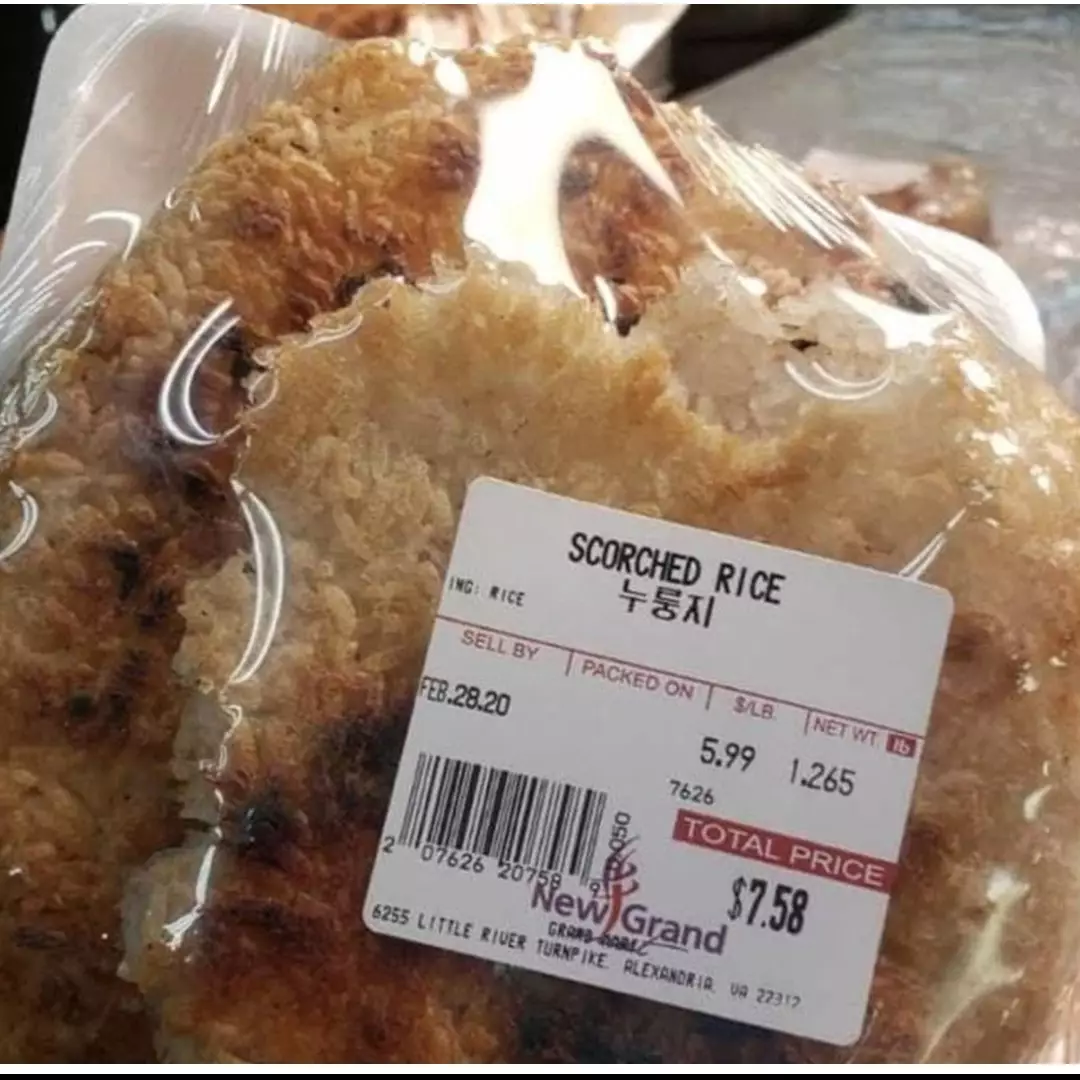 SCORCHED RICE
누룽지
ING: RICE
SELL BY PACKED ON $/LB. NET WT. lb
FEB.28.20 5.99 1.265
7626
TOTAL PRICE
$7.58
2 07626 20758
New Grand
GRAND MART
6255 LITTLE RIVER TURNPIKE. ALEXANDRIA. VA 22312